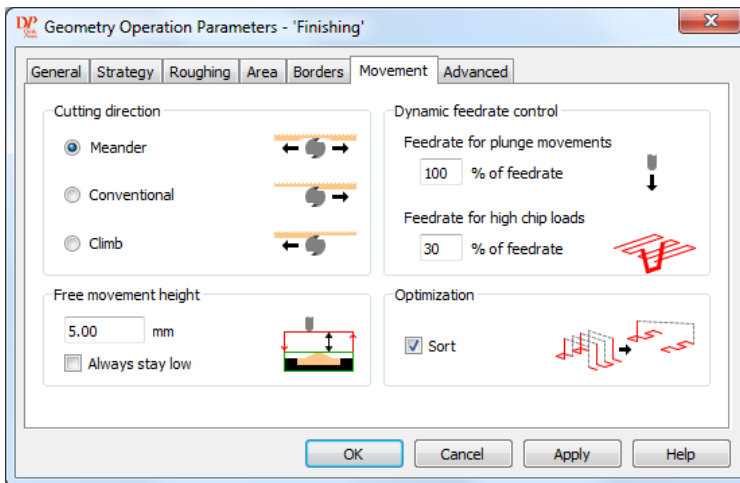 DP Geometry Operation Parameters - 'Finishing'
General Strategy Roughing Area Borders Movement Advanced
Cutting direction
Meander
Conventional
Climb
Dynamic feedrate control
Feedrate for plunge movements
100 % of feedrate
Feedrate for high chip loads
30 % of feedrate
Free movement height
5.00 mm
Always stay low
Optimization
Sort
OK Cancel Apply Help